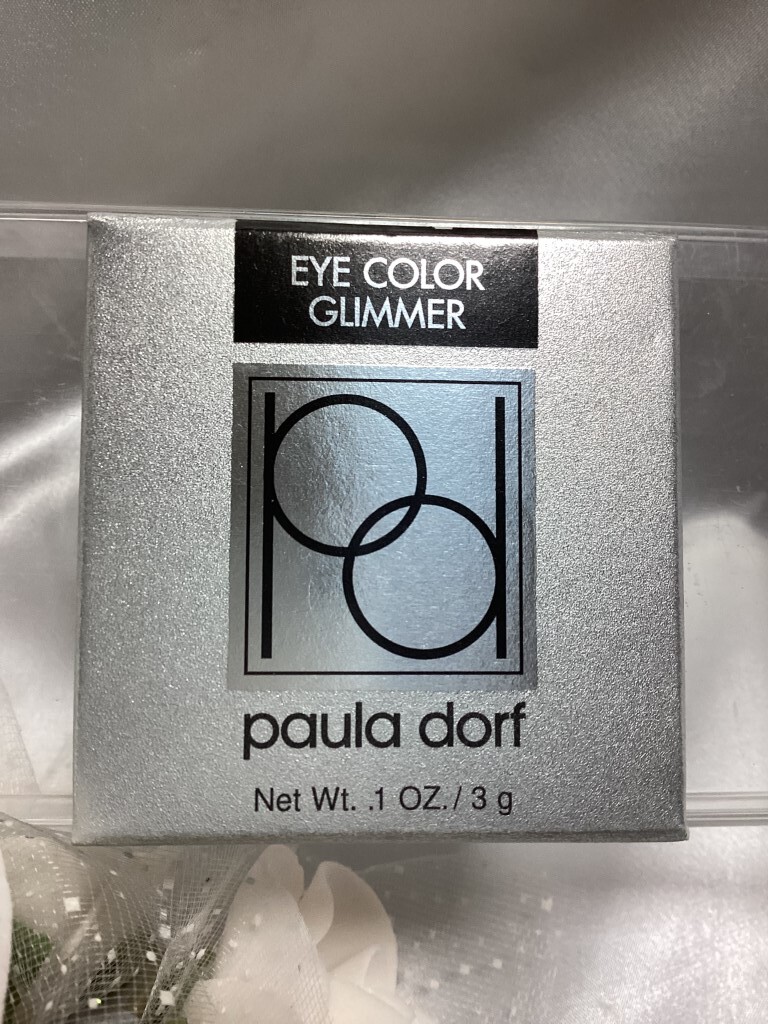 EYE COLOR
GLIMMER
pd
paula dorf
Net Wt. .1 OZ./ 3 g